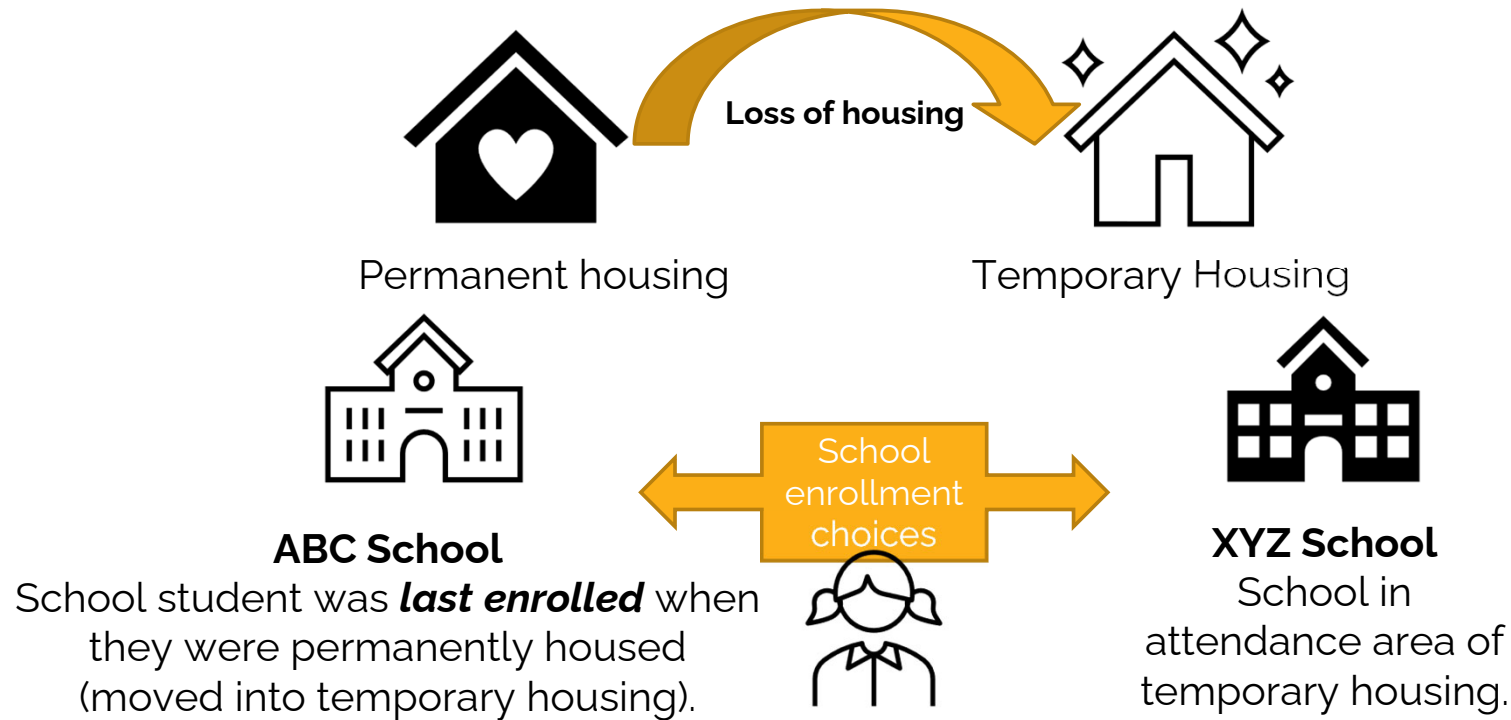 Loss of housing
Permanent housing
Temporary Housing
School
enrollment
choices
ABC School
School student was last enrolled when
they were permanently housed
(moved into temporary housing).
XYZ School
School in
attendance area of
temporary housing.